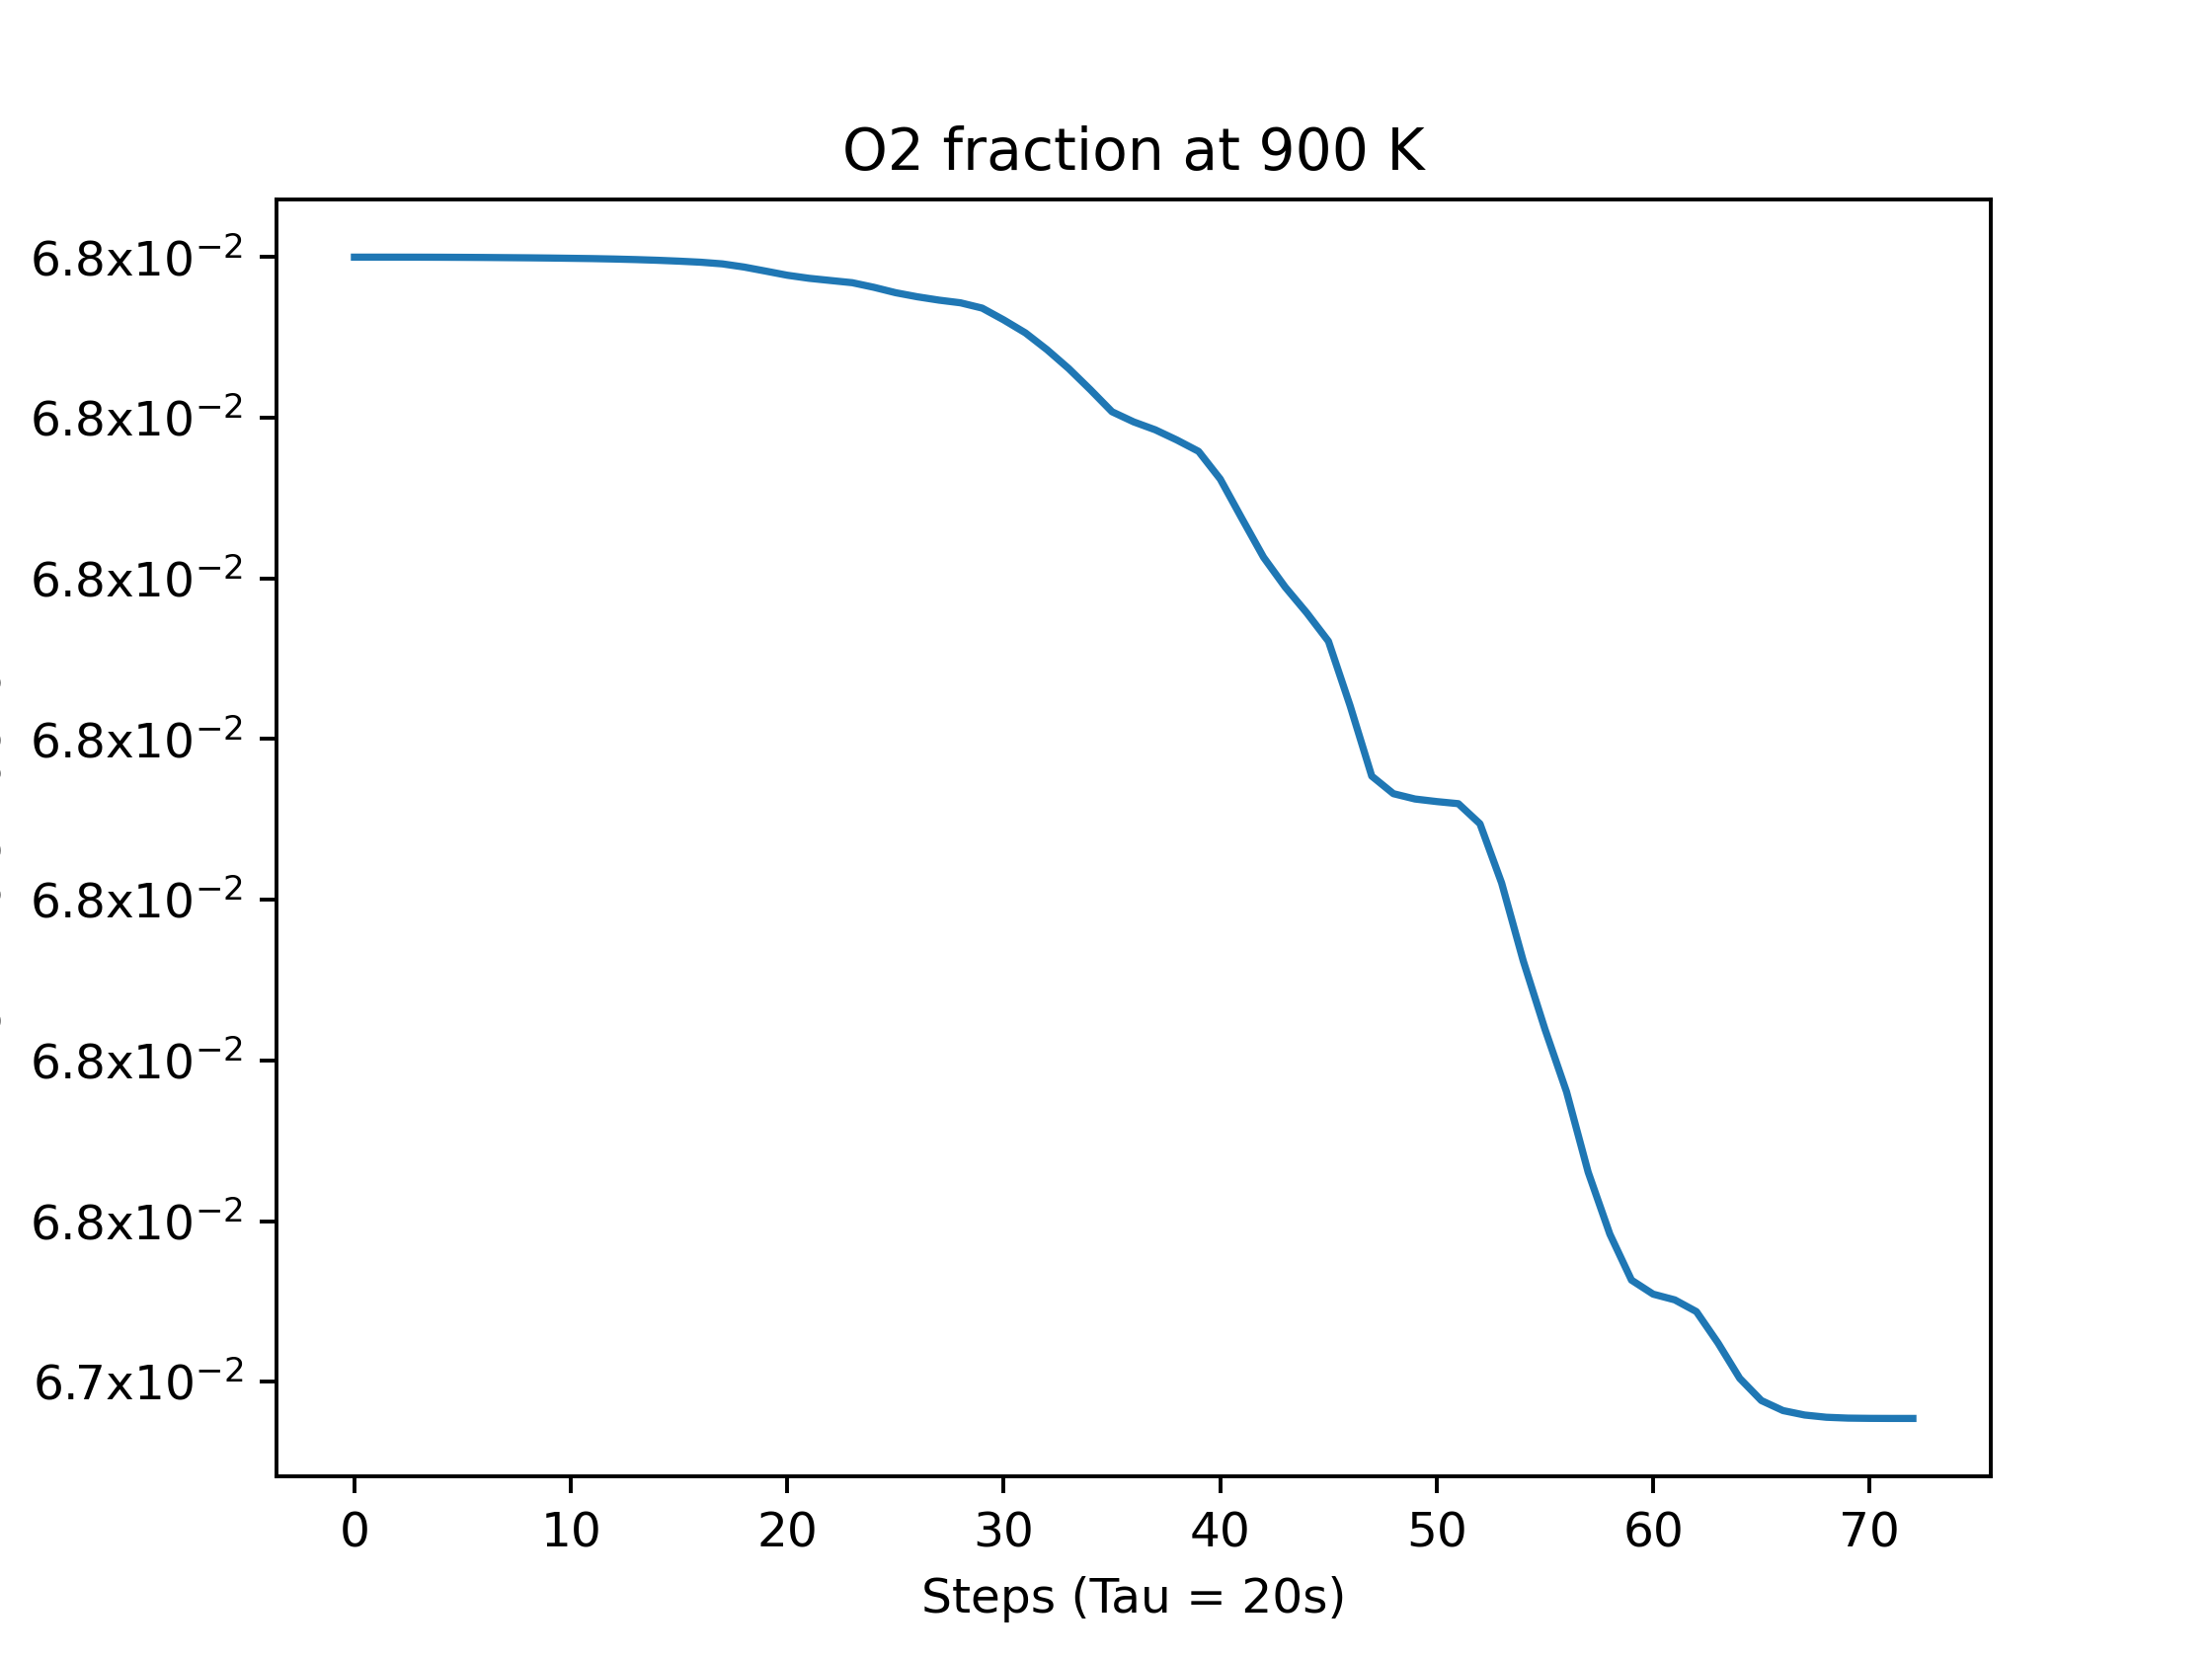 O2 fraction at 900 K
6.8x10⁻²
6.8x10⁻²
6.8x10⁻²
6.8x10⁻²
6.8x10⁻²
6.8x10⁻²
6.8x10⁻²
6.7x10⁻²
0 10 20 30 40 50 60 70
Steps (Tau = 20s)